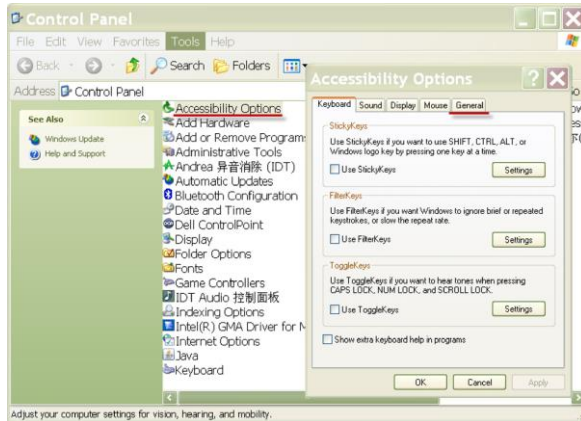 Control Panel
File Edit View Favorites Tools Help
Back Search Folders
Address Control Panel
See Also
Windows Update
Help and Support
Accessibility Options
Add Hardware
Add or Remove Program
Administrative Tools
Andrea 异音消除 (IDT)
Automatic Updates
Bluetooth Configuration
Date and Time
Dell ControlPoint
Display
Folder Options
Fonts
Game Controllers
IDT Audio 控制面板
Indexing Options
Intel(R) GMA Driver for M
Internet Options
Java
Keyboard
Accessibility Options
Keyboard Sound Display Mouse General
StickyKeys
Use StickyKeys if you want to use SHIFT, CTRL, ALT, or
Windows logo key by pressing one key at a time.
Use StickyKeys Settings
FilterKeys
Use FilterKeys if you want Windows to ignore brief or repeated
keystrokes, or slow the repeat rate.
Use FilterKeys Settings
ToggleKeys
Use ToggleKeys if you want to hear tones when pressing
CAPS LOCK, NUM LOCK, and SCROLL LOCK.
Use ToggleKeys Settings
Show extra keyboard help in programs
OK Cancel Apply
Adjust your computer settings for vision, hearing, and mobility.